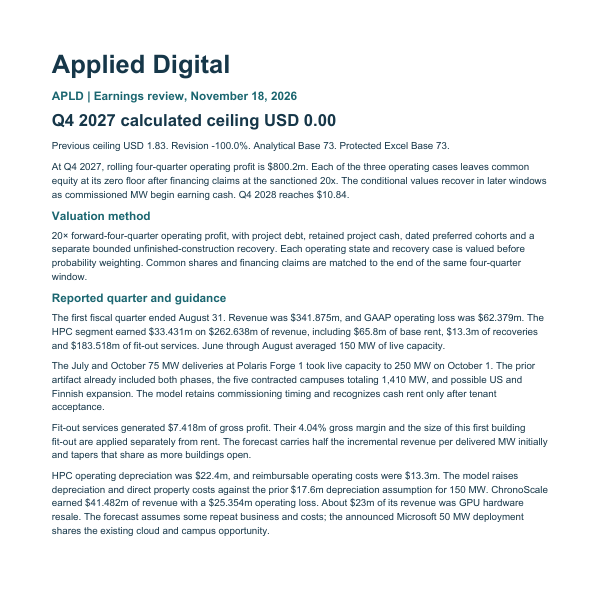 Applied Digital
APLD | Earnings review, November 18, 2026
Q4 2027 calculated ceiling USD 0.00
Previous ceiling USD 1.83. Revision -100.0%. Analytical Base 73. Protected Excel Base 73.
At Q4 2027, rolling four-quarter operating profit is $800.2m. Each of the three operating cases leaves common
equity at its zero floor after financing claims at the sanctioned 20x. The conditional values recover in later windows
as commissioned MW begin earning cash. Q4 2028 reaches $10.84.
Valuation method
20× forward-four-quarter operating profit, with project debt, retained project cash, dated preferred cohorts and a
separate bounded unfinished-construction recovery. Each operating state and recovery case is valued before
probability weighting. Common shares and financing claims are matched to the end of the same four-quarter
window.
Reported quarter and guidance
The first fiscal quarter ended August 31. Revenue was $341.875m, and GAAP operating loss was $62.379m. The
HPC segment earned $33.431m on $262.638m of revenue, including $65.8m of base rent, $13.3m of recoveries
and $183.518m of fit-out services. June through August averaged 150 MW of live capacity.
The July and October 75 MW deliveries at Polaris Forge 1 took live capacity to 250 MW on October 1. The prior
artifact already included both phases, the five contracted campuses totaling 1,410 MW, and possible US and
Finnish expansion. The model retains commissioning timing and recognizes cash rent only after tenant
acceptance.
Fit-out services generated $7.418m of gross profit. Their 4.04% gross margin and the size of this first building
fit-out are applied separately from rent. The forecast carries half the incremental revenue per delivered MW initially
and tapers that share as more buildings open.
HPC operating depreciation was $22.4m, and reimbursable operating costs were $13.3m. The model raises
depreciation and direct property costs against the prior $17.6m depreciation assumption for 150 MW. ChronoScale
earned $41.482m of revenue with a $25.354m operating loss. About $23m of its revenue was GPU hardware
resale. The forecast assumes some repeat business and costs; the announced Microsoft 50 MW deployment
shares the existing cloud and campus opportunity.